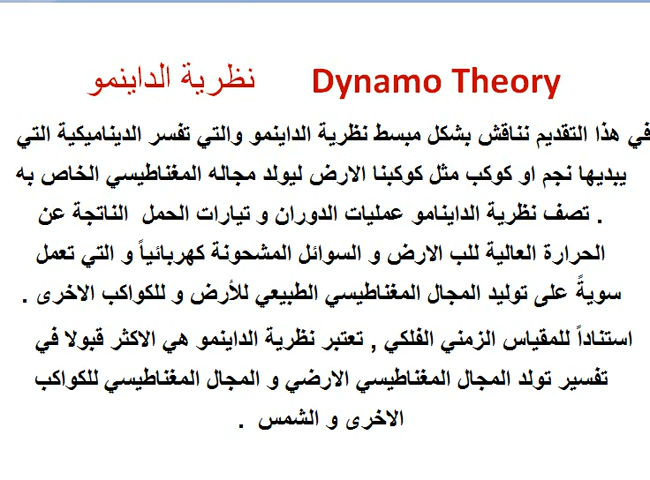 نظرية الداينمو Dynamo Theory
في هذا التقديم نناقش بشكل مبسط نظرية الداينمو والتي تفسر الديناميكية التي
يبديها نجم او كوكب مثل كوكبنا الارض ليولد مجاله المغناطيسي الخاص به
. تصف نظرية الداينامو عمليات الدوران و تيارات الحمل الناتجة عن
الحرارة العالية للب الارض و السوائل المشحونة كهربائياً و التي تعمل
سويةً على توليد المجال المغناطيسي الطبيعي للأرض و للكواكب الاخرى .
استناداً للمقياس الزمني الفلكي , تعتبر نظرية الداينمو هي الاكثر قبولا في
تفسير تولد المجال المغناطيسي الارضي و المجال المغناطيسي للكواكب
الاخرى و الشمس .